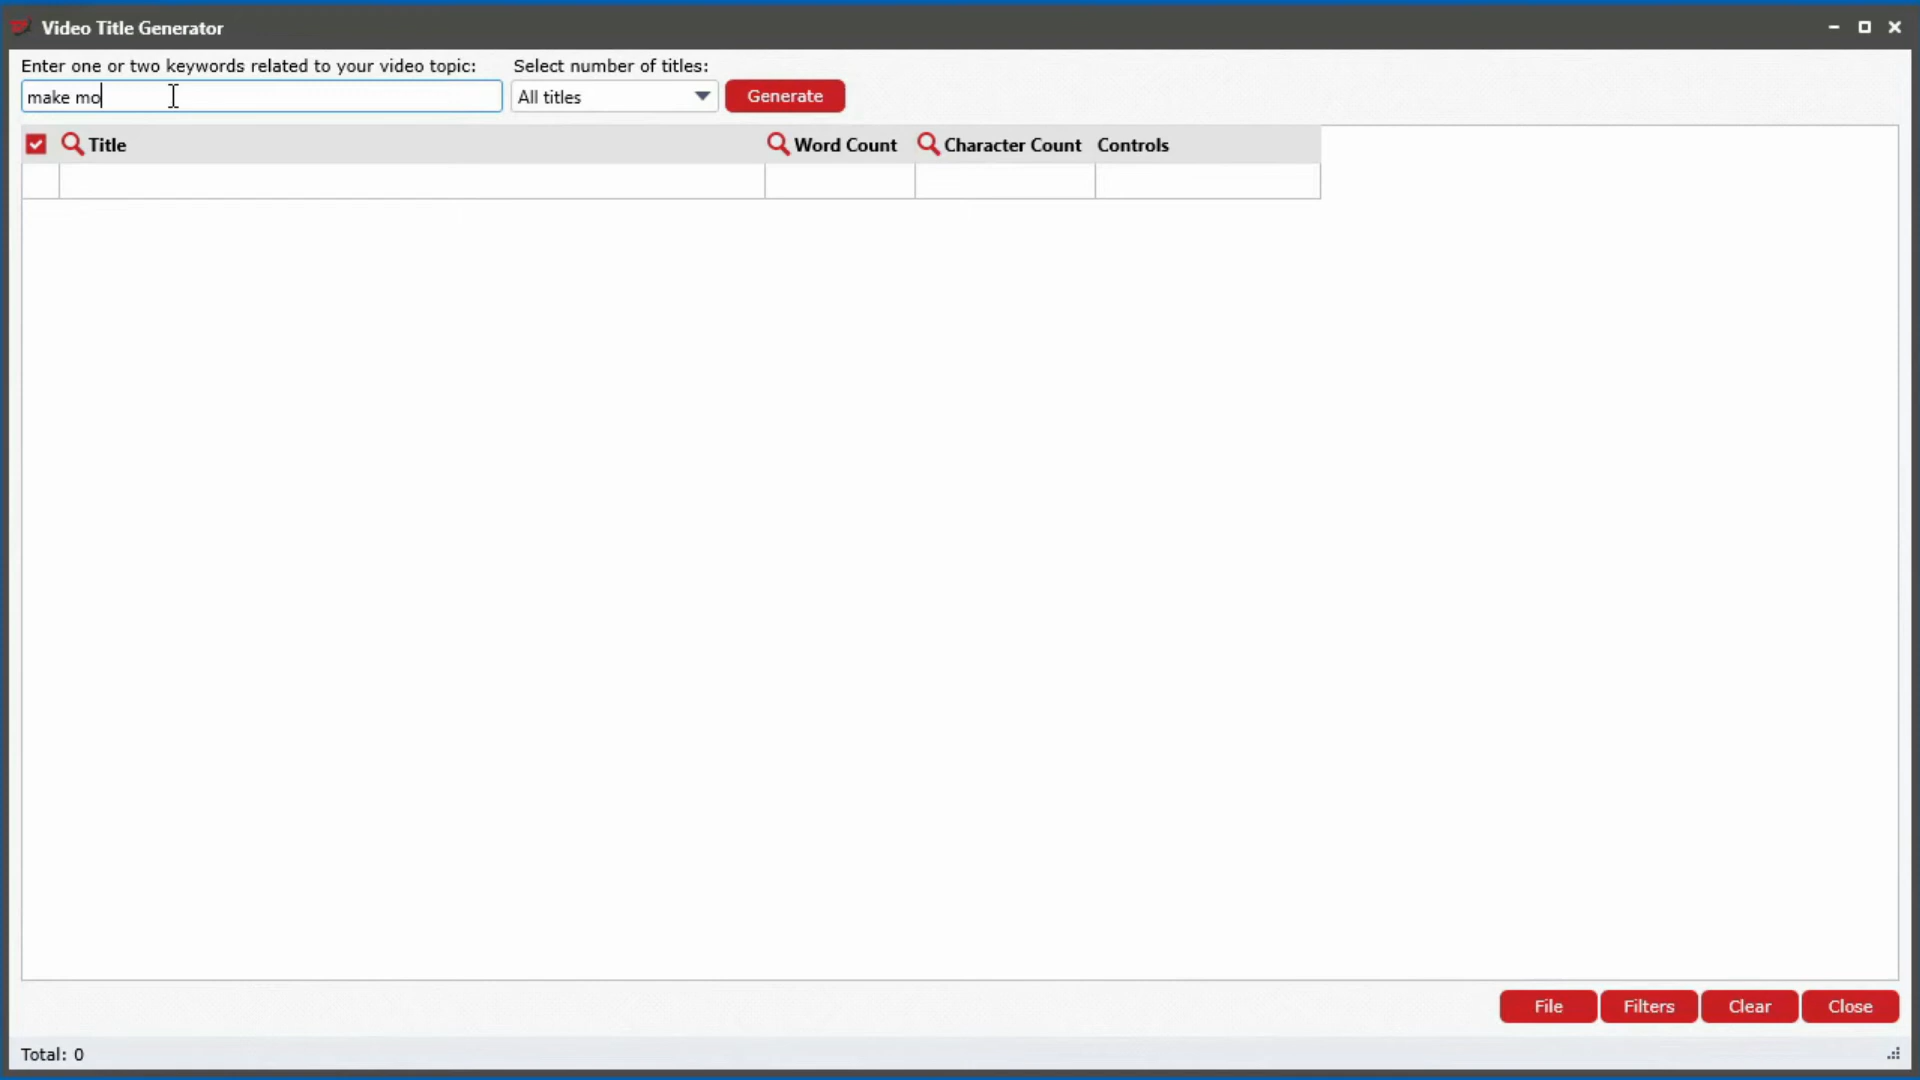 Video Title Generator
Enter one or two keywords related to your video topic: Select number of titles:
make mo All titles Generate
Title Word Count Character Count Controls
File Filters Clear Close
Total: 0